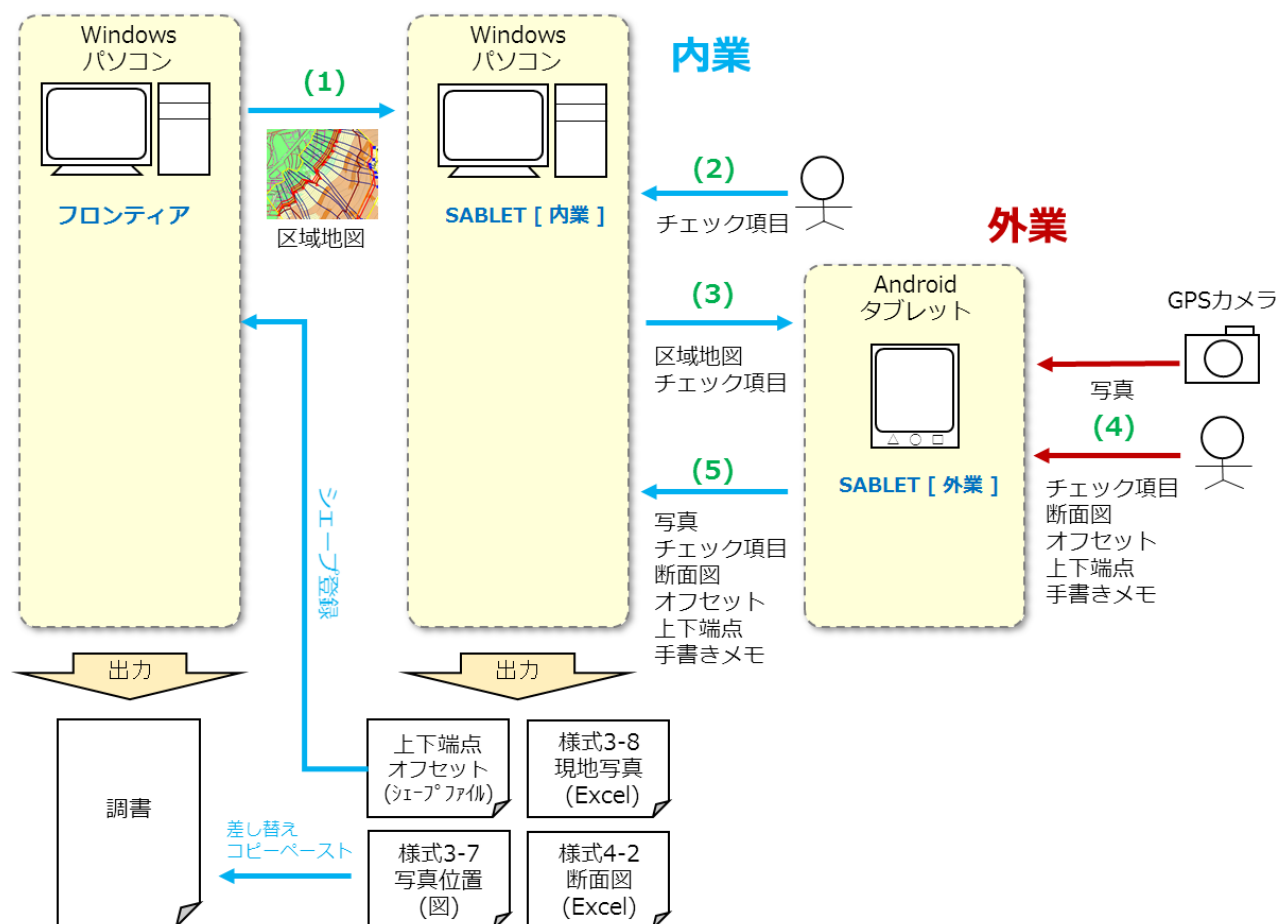 Windows
パソコン
フロンティア
(1)
区域地図
Windows
パソコン
SABLET [ 内業 ]
内業
(2)
チェック項目
外業
(3)
区域地図
チェック項目
Android
タブレット
SABLET [ 外業 ]
GPSカメラ
写真
(4)
チェック項目
断面図
オフセット
上下端点
手書きメモ
(5)
写真
チェック項目
断面図
オフセット
上下端点
手書きメモ
シェープ登録
出力
出力
調書
上下端点
オフセット
(ｼｪｰﾌﾟﾌｧｲﾙ)
様式3-8
現地写真
(Excel)
差し替え
コピーペースト
様式3-7
写真位置
(図)
様式4-2
断面図
(Excel)